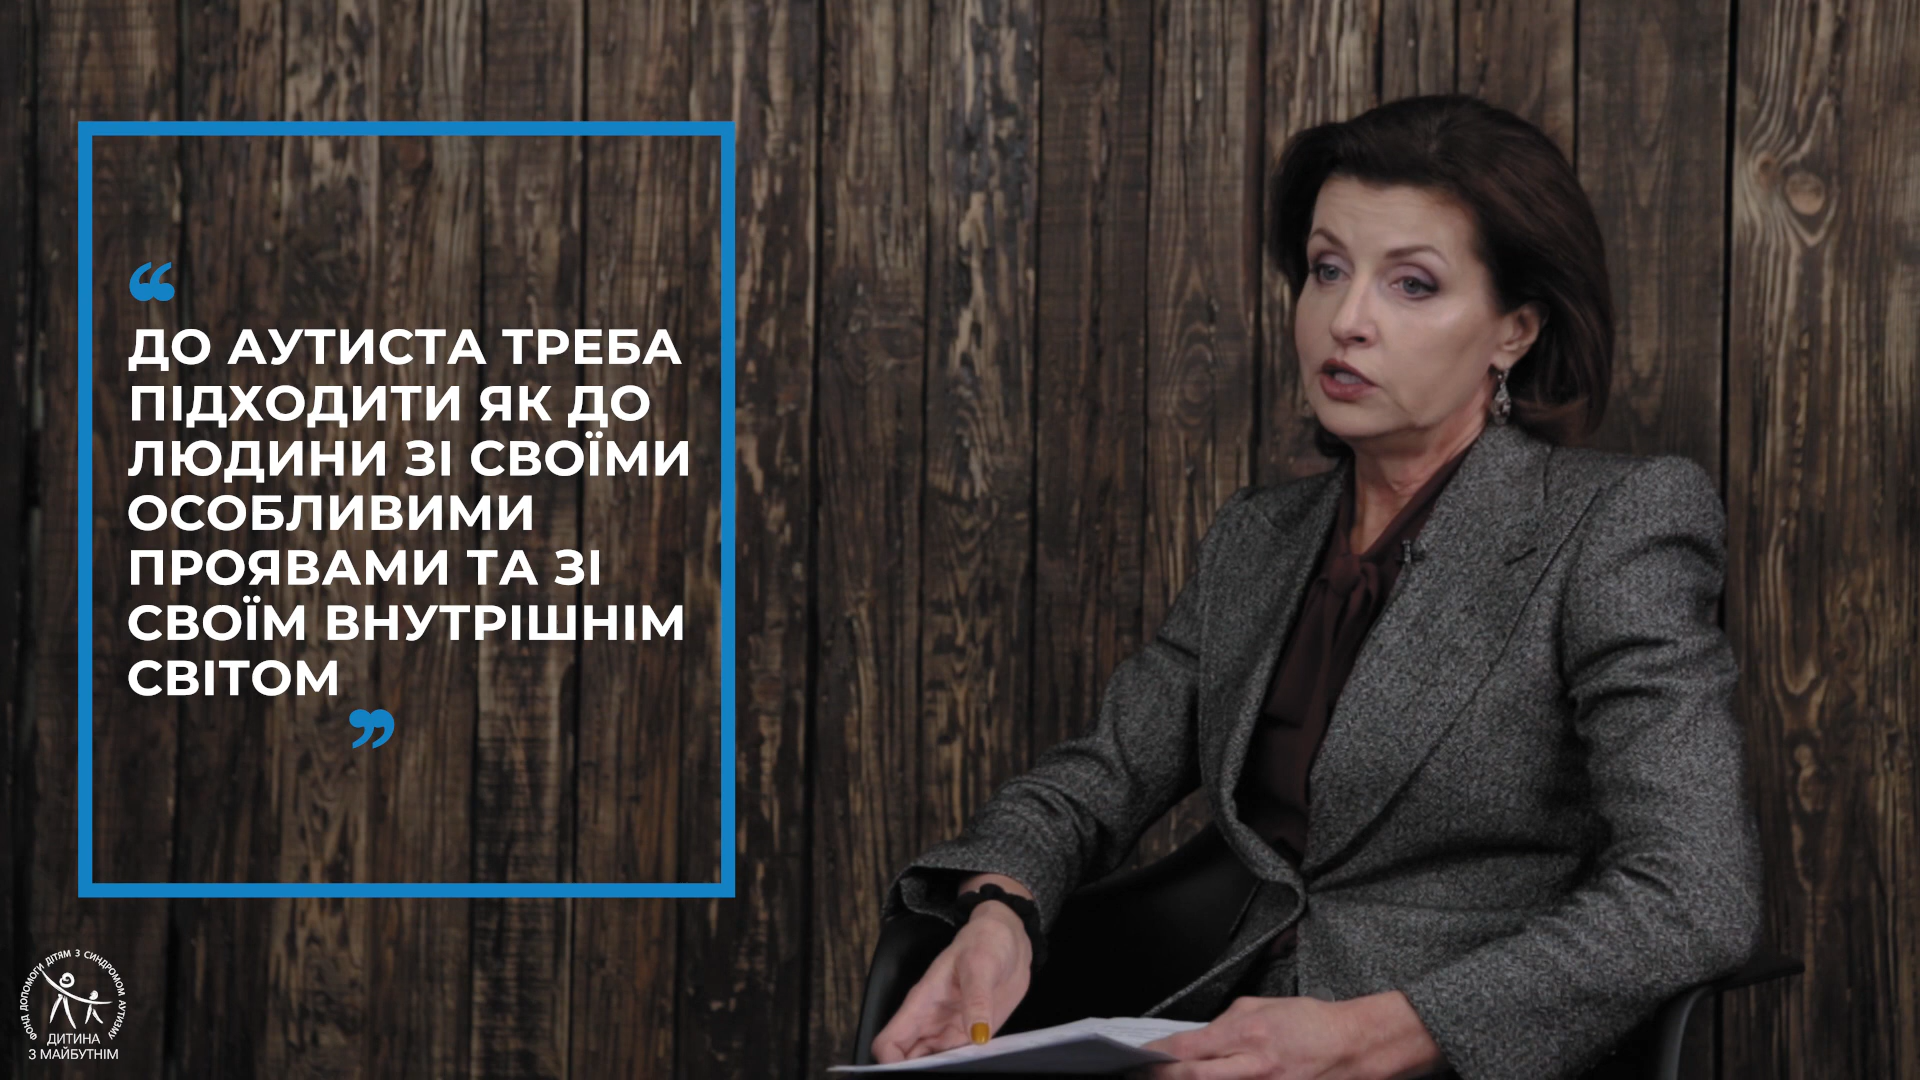 “
ДО АУТИСТА ТРЕБА
ПІДХОДИТИ ЯК ДО
ЛЮДИНИ ЗІ СВОЇМИ
ОСОБЛИВИМИ
ПРОЯВАМИ ТА ЗІ
СВОЇМ ВНУТРІШНІМ
СВІТОМ
”
ФОНД ДОПОМОГИ ДІТЯМ З СИНДРОМОМ АУТИЗМУ
ДИТИНА
З МАЙБУТНІМ